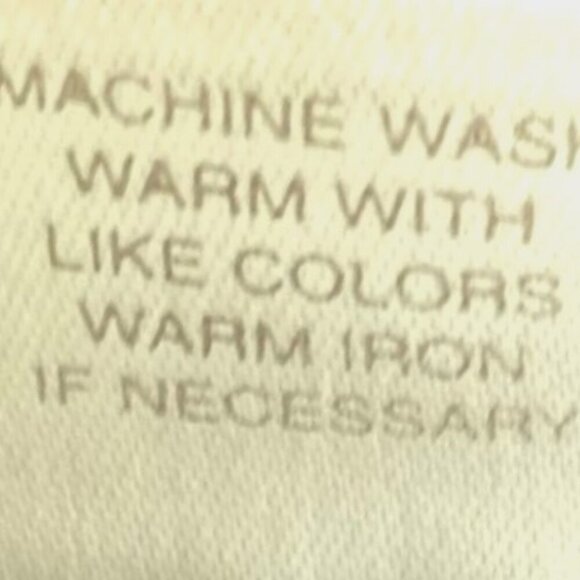 MACHINE WASH
WARM WITH
LIKE COLORS
WARM IRON
IF NECESSARY